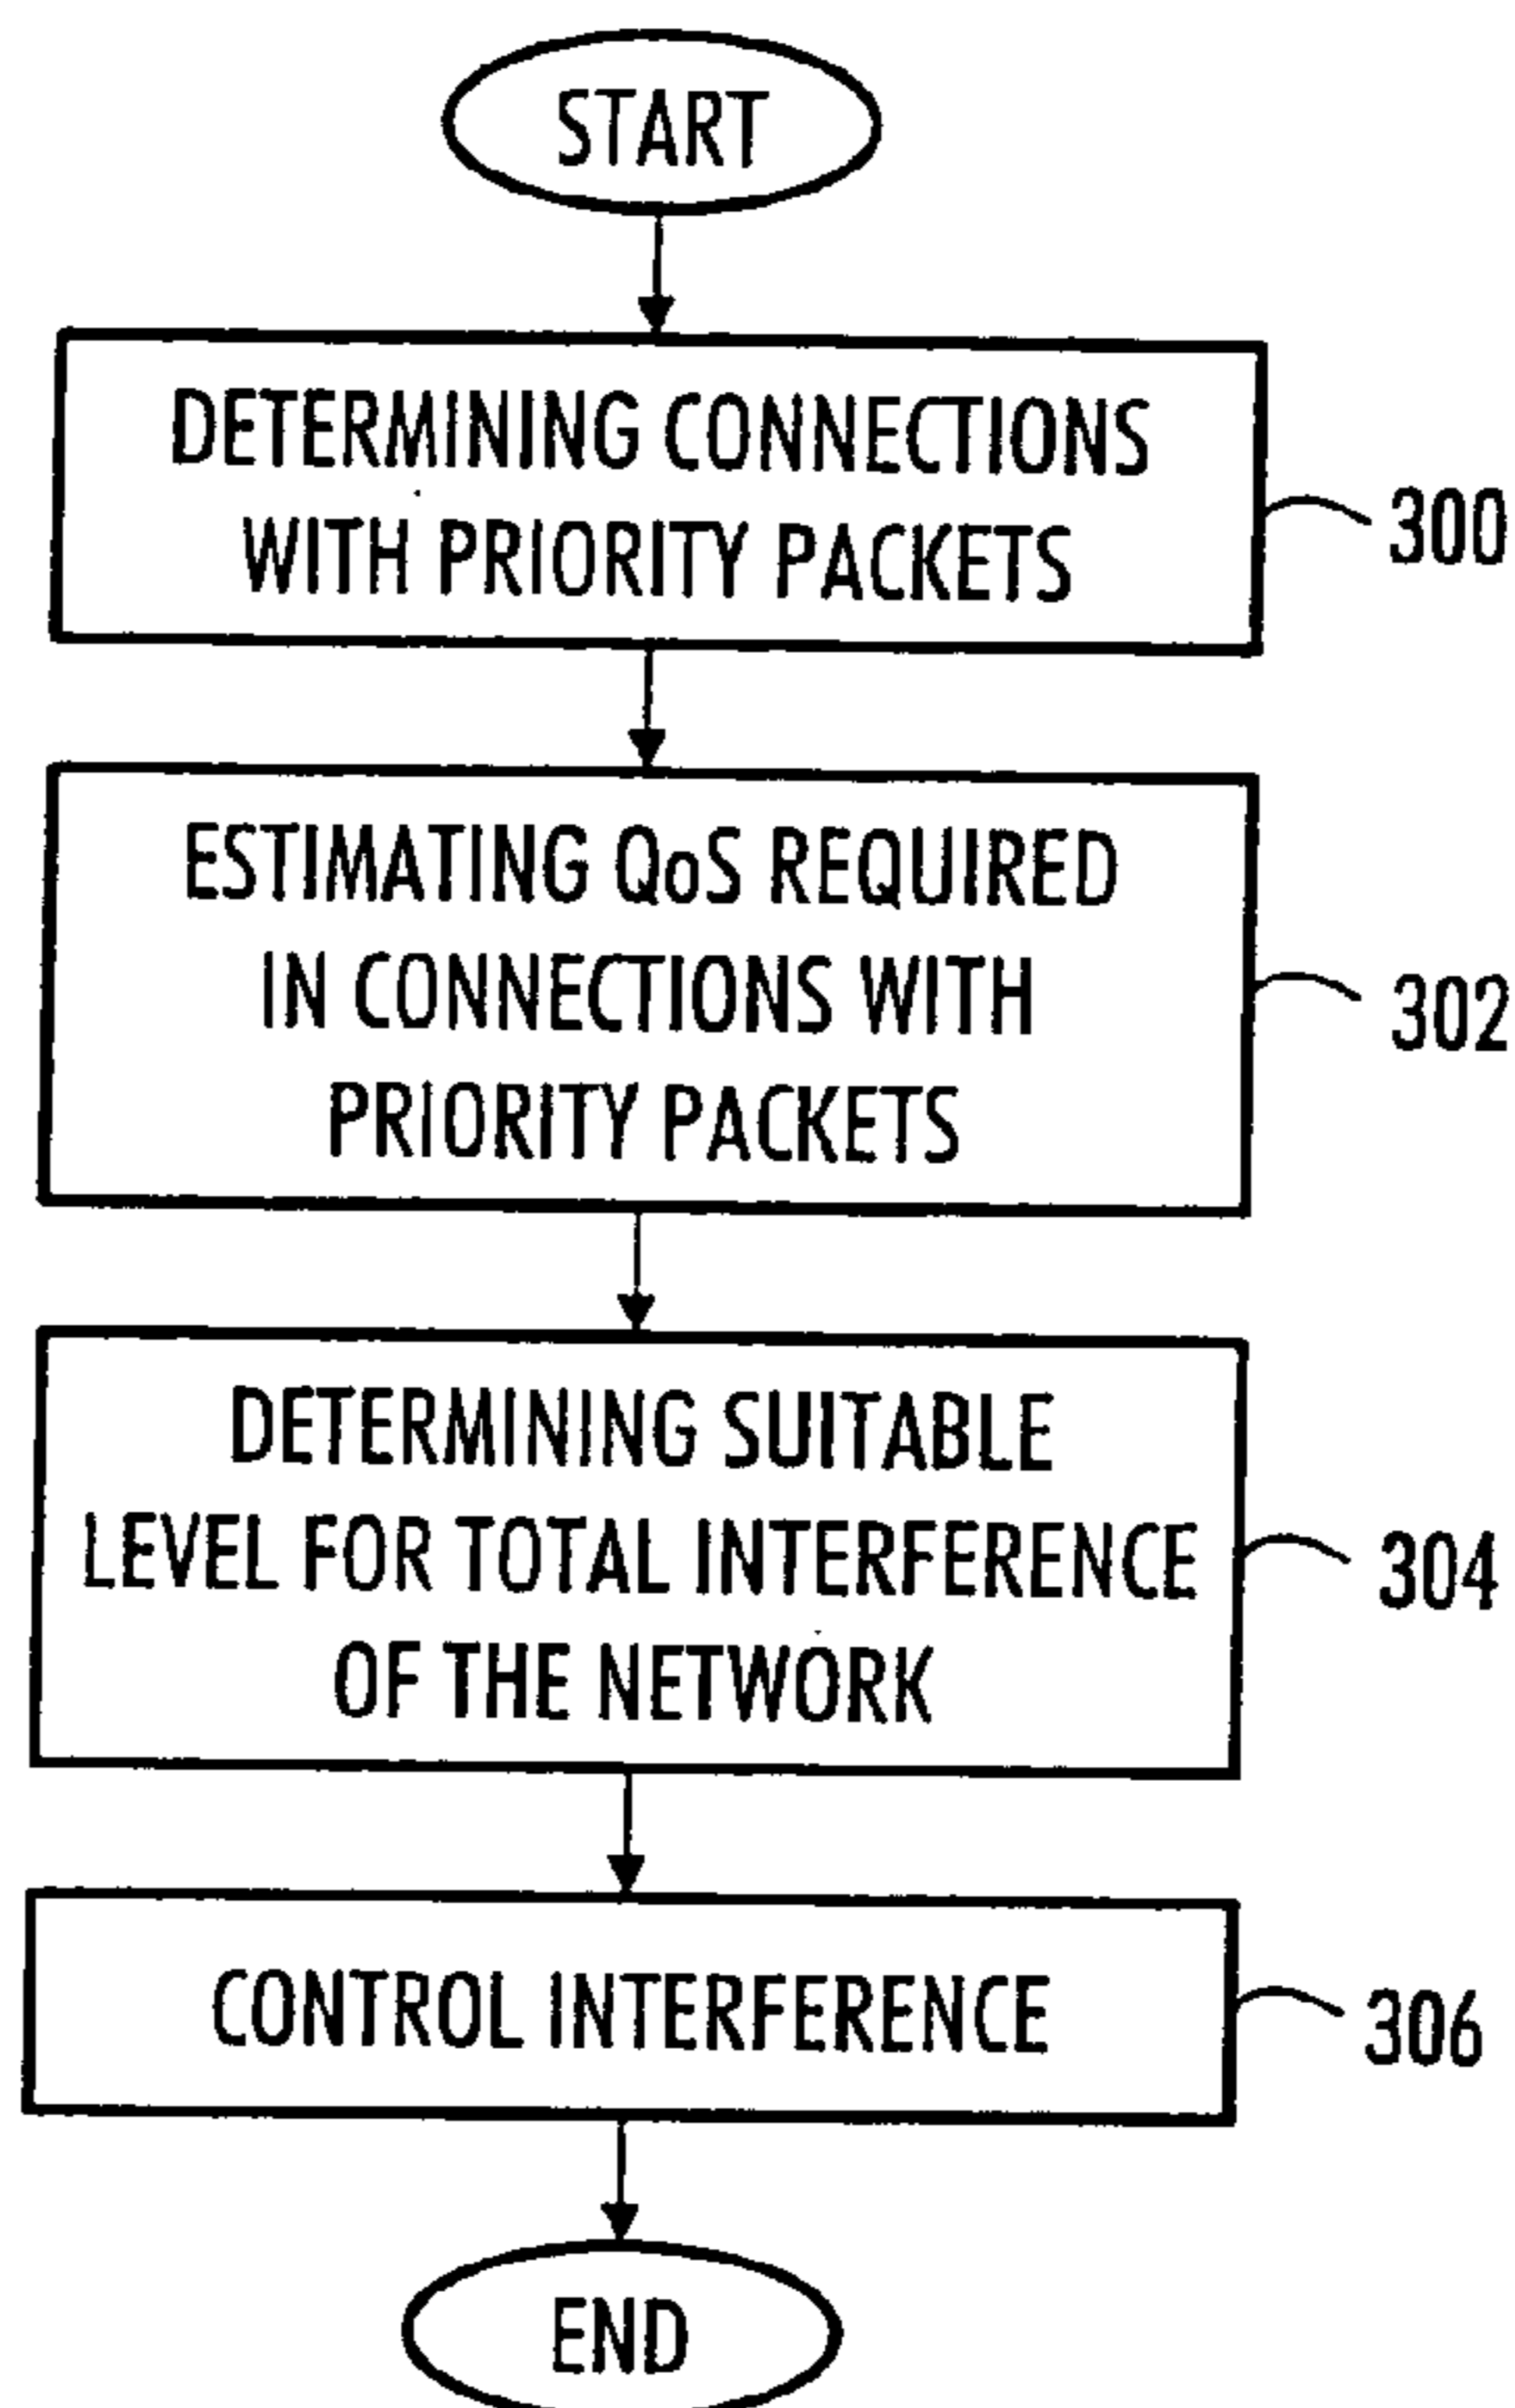 START
DETERMINING CONNECTIONS
WITH PRIORITY PACKETS
300
ESTIMATING QoS REQUIRED
IN CONNECTIONS WITH
PRIORITY PACKETS
302
DETERMINING SUITABLE
LEVEL FOR TOTAL INTERFERENCE
OF THE NETWORK
304
CONTROL INTERFERENCE
306
END